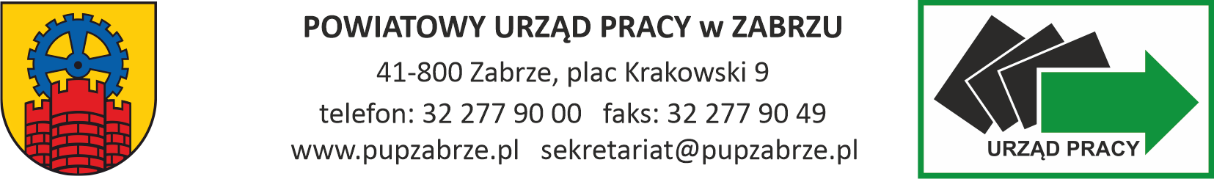 POWIATOWY URZĄD PRACY w ZABRZU
41-800 Zabrze, plac Krakowski 9
telefon: 32 277 90 00 faks: 32 277 90 49
www.pupzabrze.pl sekretariat@pupzabrze.pl
URZĄD PRACY